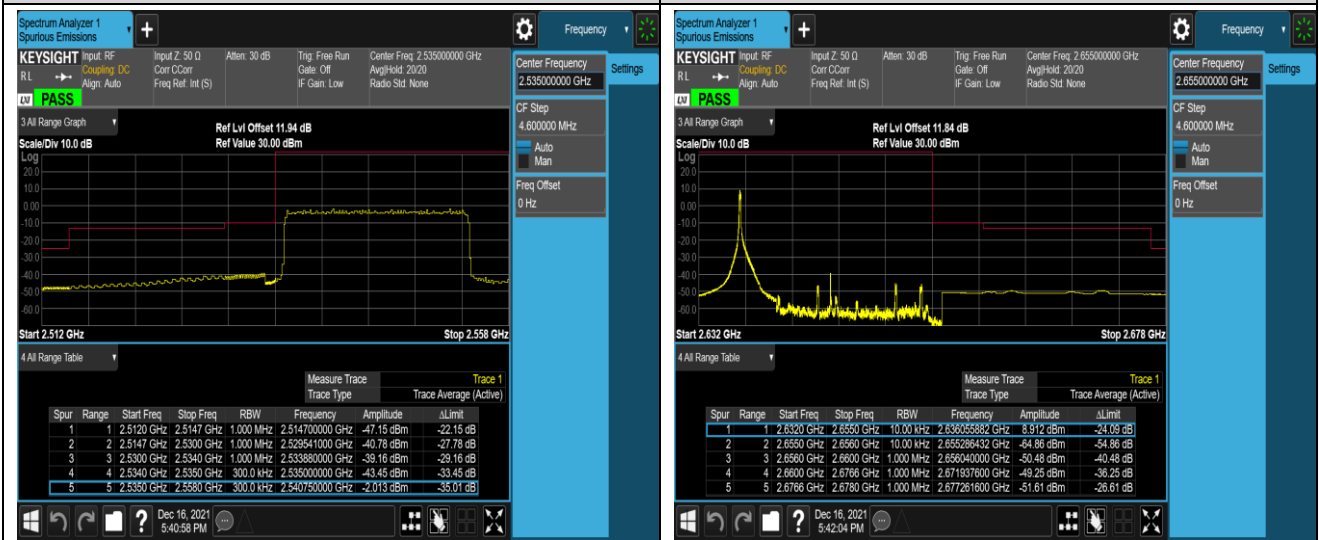 Spectrum Analyzer 1
Spurious Emissions
+
Frequency
KEYSIGHT Input: RF Input Z: 50 Ω Atten: 30 dB Trig: Free Run Center Freq: 2.535000000 GHz
RL Coupling: DC Corr CCorr Gate: Off Avg|Hold: 20/20
Align: Auto Freq Ref: Int (S) IF Gain: Low Radio Std: None
LXI PASS
Center Frequency
2.535000000 GHz
Settings
CF Step
4.600000 MHz
Auto
Man
Freq Offset
0 Hz
3 All Range Graph
Ref Lvl Offset 11.94 dB
Scale/Div 10.0 dB Ref Value 30.00 dBm
Log
20.0
10.0
0.00
-10.0
-20.0
-30.0
-40.0
-50.0
-60.0
Start 2.512 GHz Stop 2.558 GHz
4 All Range Table
Measure Trace Trace 1
Trace Type Trace Average (Active)
Spur Range Start Freq Stop Freq RBW Frequency Amplitude ΔLimit
1 1 2.5120 GHz 2.5147 GHz 1.000 MHz 2.514700000 GHz -47.15 dBm -22.15 dB
2 2 2.5147 GHz 2.5300 GHz 1.000 MHz 2.529541000 GHz -40.78 dBm -27.78 dB
3 3 2.5300 GHz 2.5340 GHz 1.000 MHz 2.533880000 GHz -39.16 dBm -29.16 dB
4 4 2.5340 GHz 2.5350 GHz 300.0 kHz 2.535000000 GHz -43.45 dBm -33.45 dB
5 5 2.5350 GHz 2.5580 GHz 300.0 kHz 2.540750000 GHz -2.013 dBm -35.01 dB
? Dec 16, 2021
5:40:58 PM
Spectrum Analyzer 1
Spurious Emissions
+
Frequency
KEYSIGHT Input: RF Input Z: 50 Ω Atten: 30 dB Trig: Free Run Center Freq: 2.655000000 GHz
RL Coupling: DC Corr CCorr Gate: Off Avg|Hold: 20/20
Align: Auto Freq Ref: Int (S) IF Gain: Low Radio Std: None
LXI PASS
Center Frequency
2.655000000 GHz
Settings
CF Step
4.600000 MHz
Auto
Man
Freq Offset
0 Hz
3 All Range Graph
Ref Lvl Offset 11.84 dB
Scale/Div 10.0 dB Ref Value 30.00 dBm
Log
20.0
10.0
0.00
-10.0
-20.0
-30.0
-40.0
-50.0
-60.0
Start 2.632 GHz Stop 2.678 GHz
4 All Range Table
Measure Trace Trace 1
Trace Type Trace Average (Active)
Spur Range Start Freq Stop Freq RBW Frequency Amplitude ΔLimit
1 1 2.6320 GHz 2.6550 GHz 10.00 kHz 2.636055882 GHz 8.912 dBm -24.09 dB
2 2 2.6550 GHz 2.6560 GHz 10.00 kHz 2.655286432 GHz -64.86 dBm -54.86 dB
3 3 2.6560 GHz 2.6600 GHz 1.000 MHz 2.656040000 GHz -50.48 dBm -40.48 dB
4 4 2.6600 GHz 2.6766 GHz 1.000 MHz 2.671937600 GHz -49.25 dBm -36.25 dB
5 5 2.6766 GHz 2.6780 GHz 1.000 MHz 2.677261600 GHz -51.61 dBm -26.61 dB
? Dec 16, 2021
5:42:04 PM